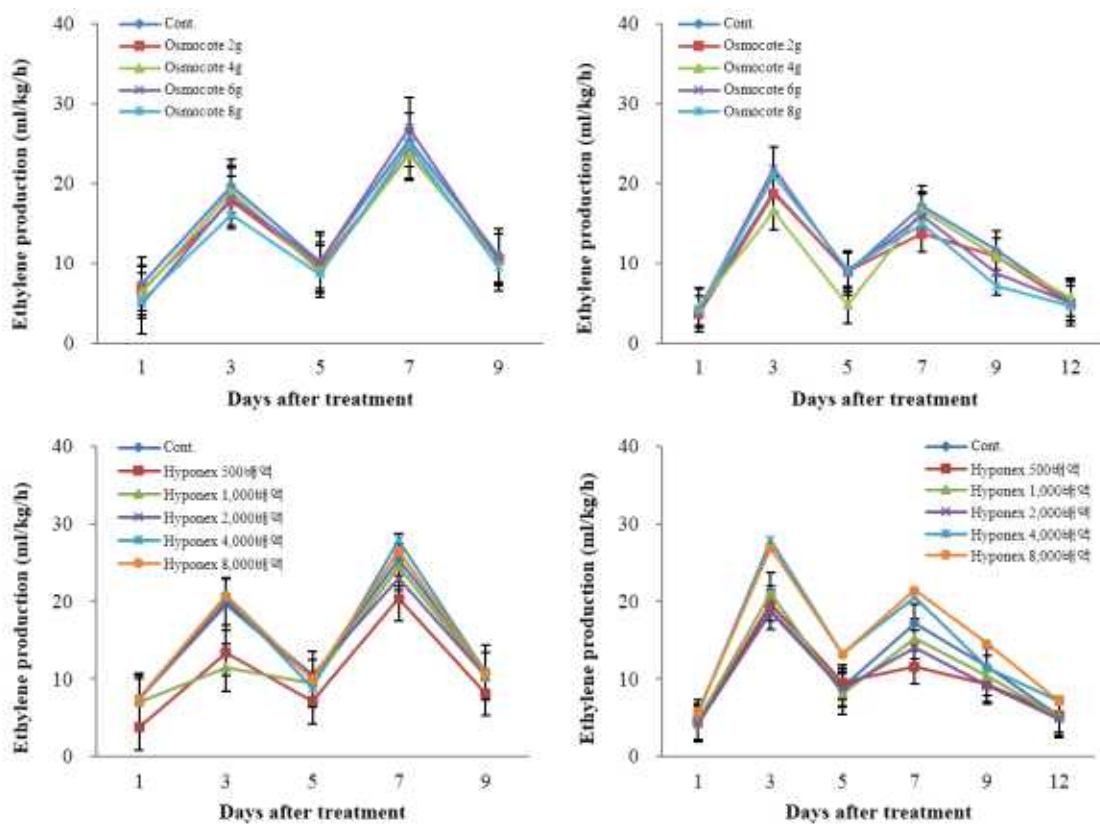 40
30
20
10
0
Ethylene production (ml/kg/h)
Cont.
Osmocote 2g
Osmocote 4g
Osmocote 6g
Osmocote 8g
1 3 5 7 9
Days after treatment
40
30
20
10
0
Ethylene production (ml/kg/h)
Cont.
Osmocote 2g
Osmocote 4g
Osmocote 6g
Osmocote 8g
1 3 5 7 9 12
Days after treatment
40
30
20
10
0
Ethylene production (ml/kg/h)
Cont.
Hyponex 500배액
Hyponex 1,000배액
Hyponex 2,000배액
Hyponex 4,000배액
Hyponex 8,000배액
1 3 5 7 9
Days after treatment
40
30
20
10
0
Ethylene production (ml/kg/h)
Cont.
Hyponex 500배액
Hyponex 1,000배액
Hyponex 2,000배액
Hyponex 4,000배액
Hyponex 8,000배액
1 3 5 7 9 12
Days after treatment